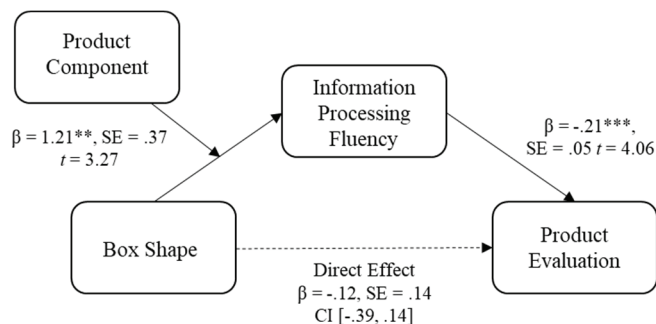 Product
Component
Information
Processing
Fluency
β = 1.21**, SE = .37
t = 3.27
β = -.21***,
SE = .05 t = 4.06
Box Shape
Product
Evaluation
Direct Effect
β = -.12, SE = .14
CI [-.39, .14]